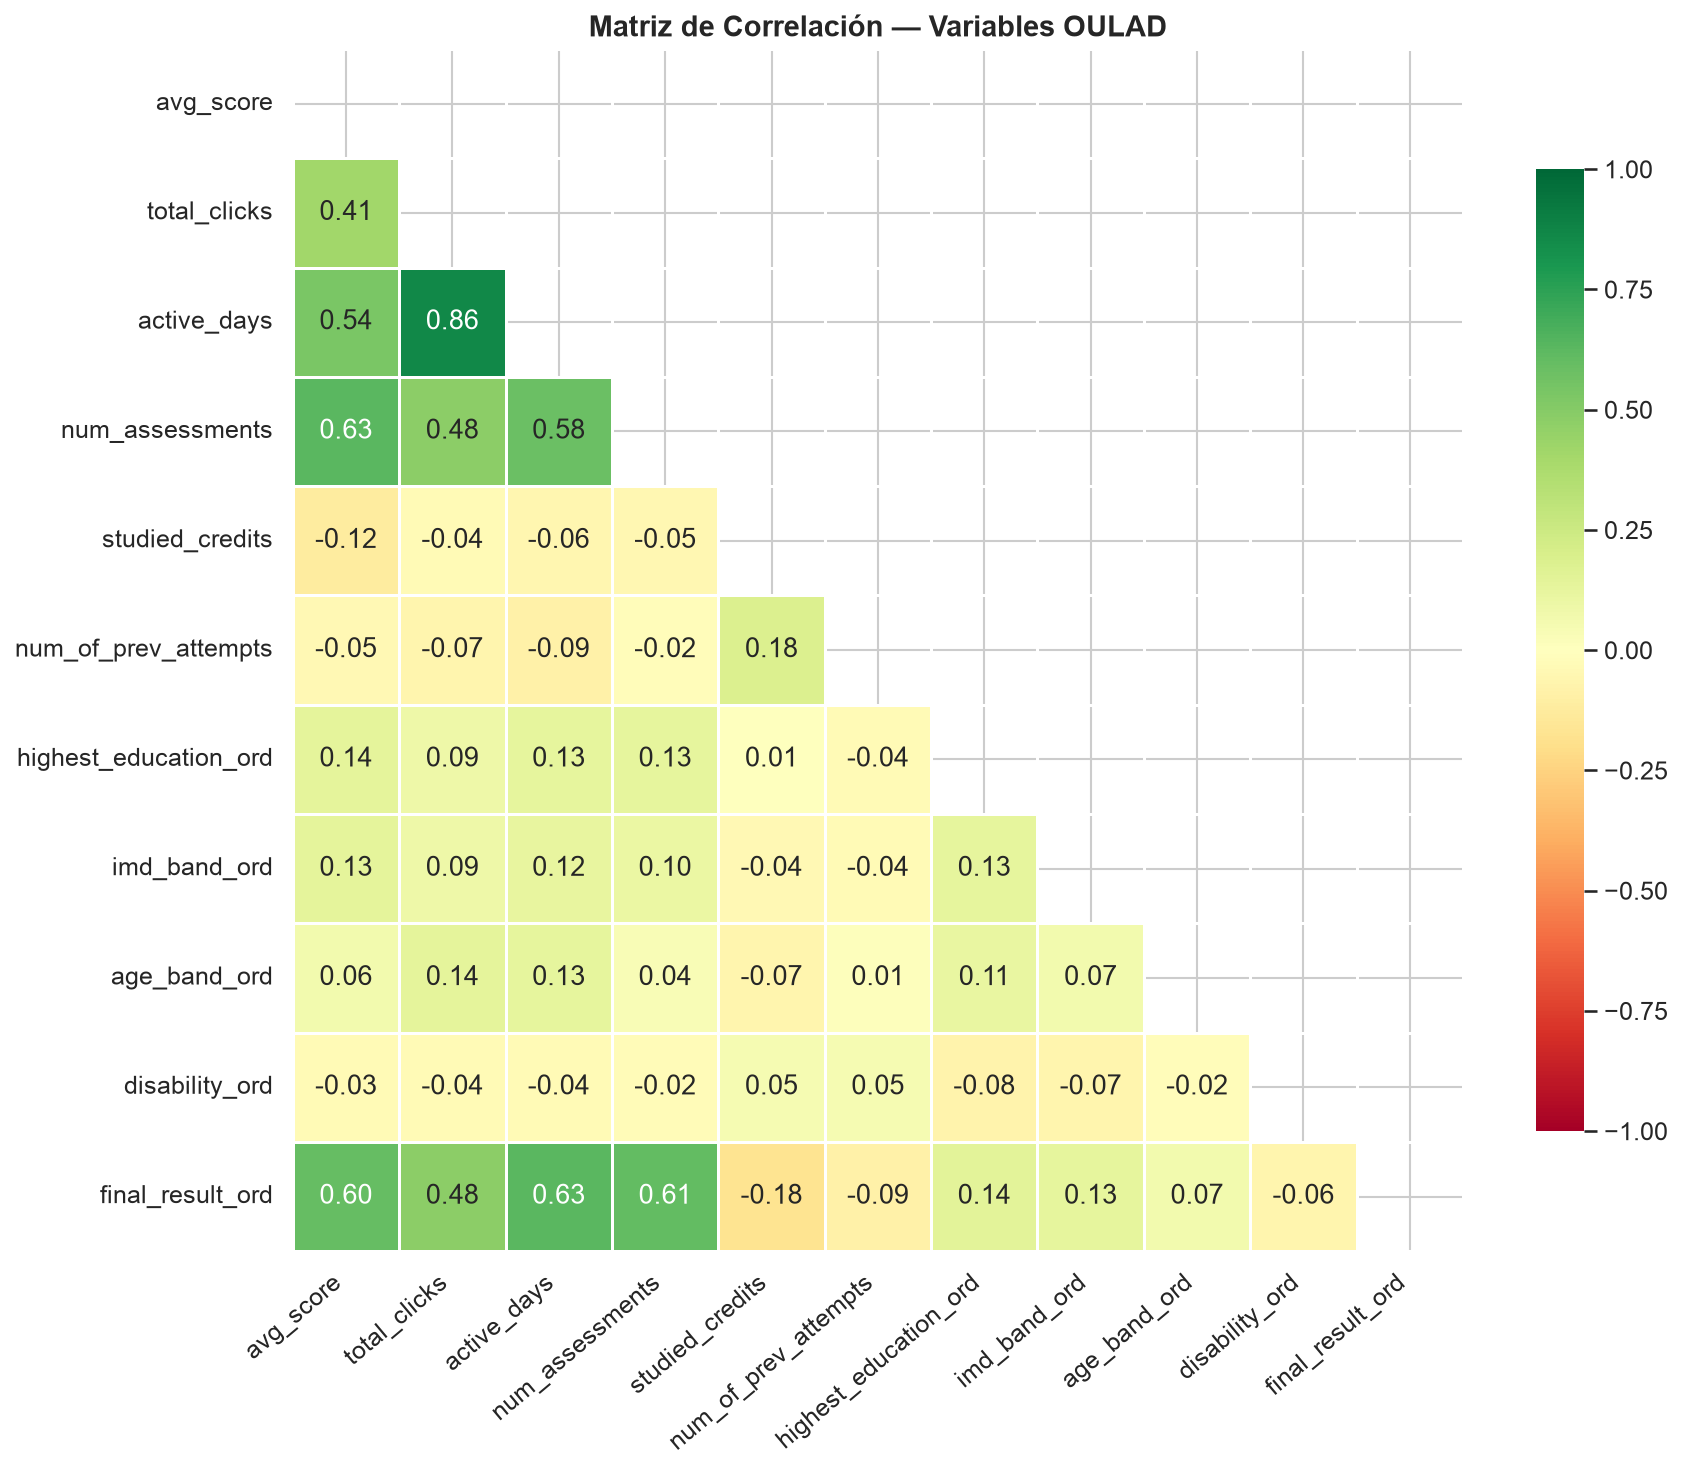 Matriz de Correlación — Variables OULAD
avg_score
total_clicks 0.41
active_days 0.54 0.86
num_assessments 0.63 0.48 0.58
studied_credits -0.12 -0.04 -0.06 -0.05
num_of_prev_attempts -0.05 -0.07 -0.09 -0.02 0.18
highest_education_ord 0.14 0.09 0.13 0.13 0.01 -0.04
imd_band_ord 0.13 0.09 0.12 0.10 -0.04 -0.04 0.13
age_band_ord 0.06 0.14 0.13 0.04 -0.07 0.01 0.11 0.07
disability_ord -0.03 -0.04 -0.04 -0.02 0.05 0.05 -0.08 -0.07 -0.02
final_result_ord 0.60 0.48 0.63 0.61 -0.18 -0.09 0.14 0.13 0.07 -0.06
avg_score
total_clicks
active_days
num_assessments
studied_credits
num_of_prev_attempts
highest_education_ord
imd_band_ord
age_band_ord
disability_ord
final_result_ord
1.00
0.75
0.50
0.25
0.00
−0.25
−0.50
−0.75
−1.00